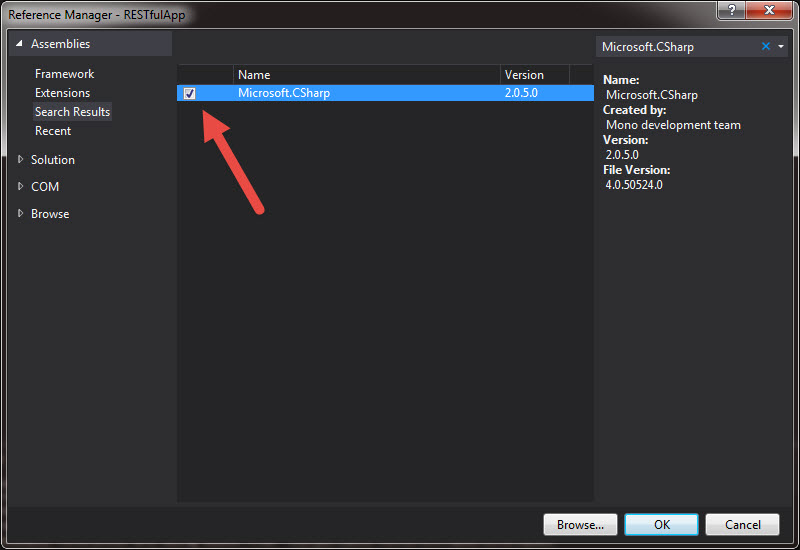 Reference Manager - RESTfulApp
Assemblies
Framework
Extensions
Search Results
Recent
Solution
COM
Browse
Name Version
Microsoft.CSharp 2.0.5.0
Microsoft.CSharp
Name:
Microsoft.CSharp
Created by:
Mono development team
Version:
2.0.5.0
File Version:
4.0.50524.0
Browse... OK Cancel